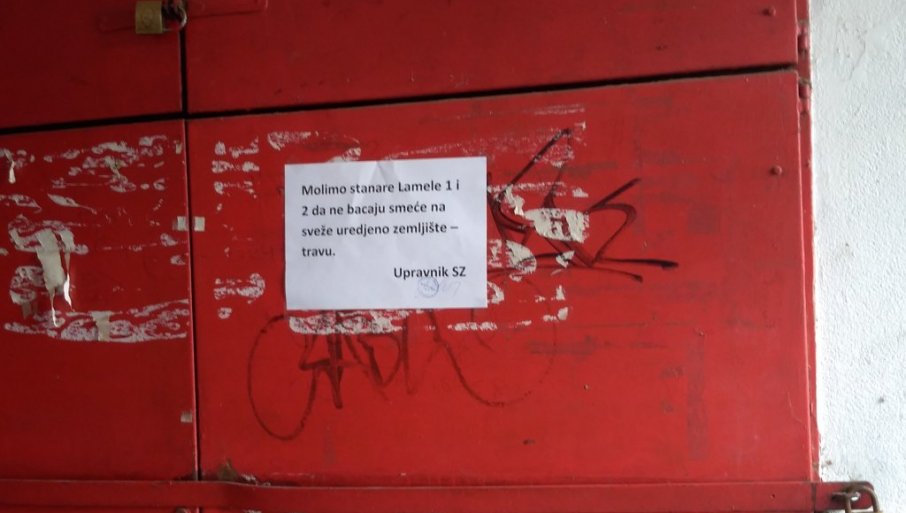 Molimo stanare Lamele 1 i
2 da ne bacaju smeće na
sveže uredjeno zemljište –
travu.
Upravnik SZ